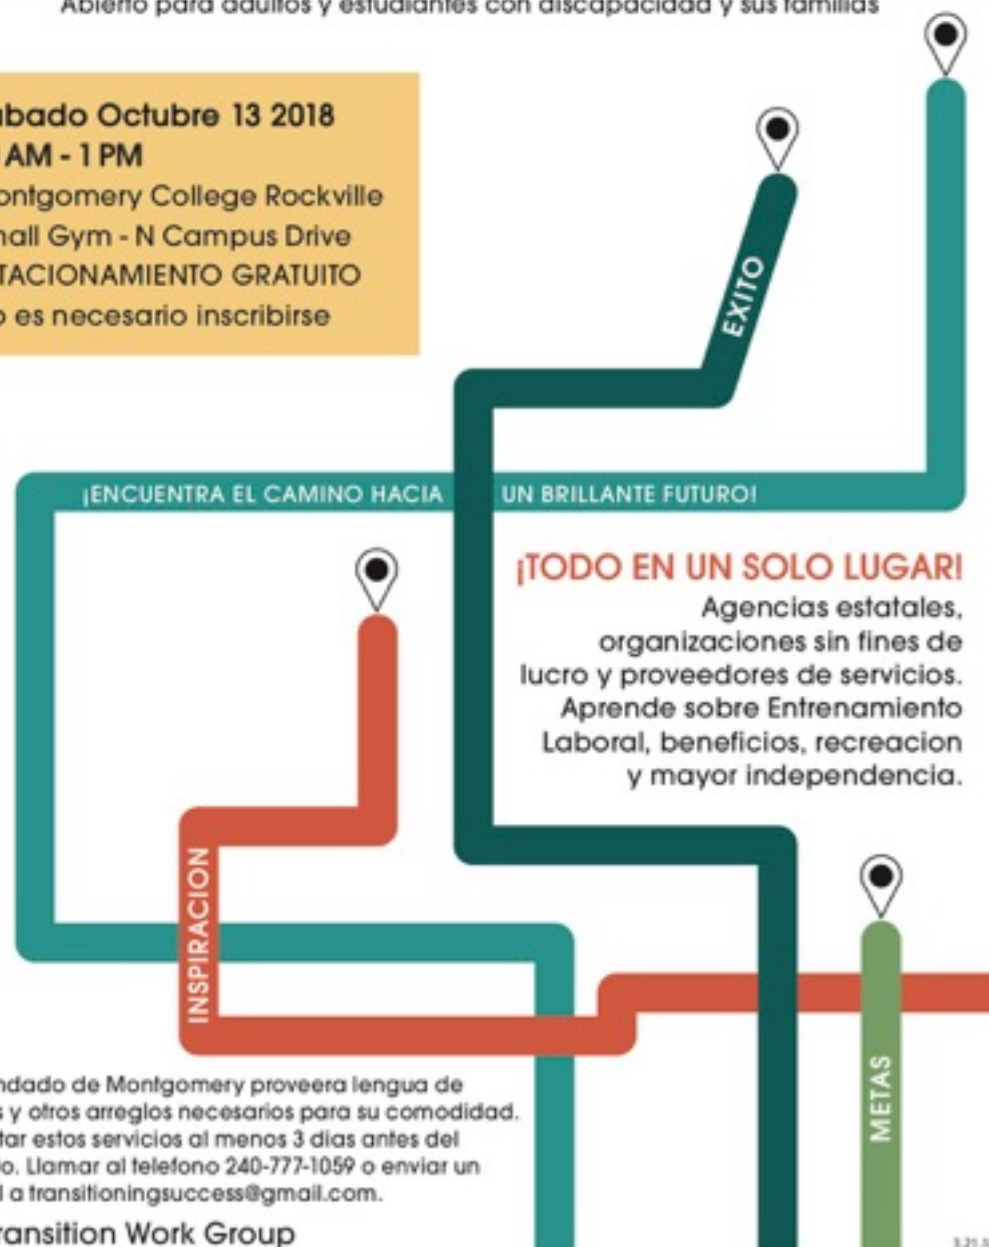 Abierto para adultos y estudiantes con discapacidad y sus familias
bado Octubre 13 2018
AM - 1 PM
ontgomery College Rockville
all Gym - N Campus Drive
TACIONAMIENTO GRATUITO
o es necesario inscribirse
EXITO
¡ENCUENTRA EL CAMINO HACIA UN BRILLANTE FUTURO!
¡TODO EN UN SOLO LUGAR!
Agencias estatales,
organizaciones sin fines de
lucro y proveedores de servicios.
Aprende sobre Entrenamiento
Laboral, beneficios, recreacion
y mayor independencia.
INSPIRACION
METAS
ndado de Montgomery proveera lengua de
s y otros arreglos necesarios para su comodidad.
tar estos servicios al menos 3 dias antes del
o. Llamar al telefono 240-777-1059 o enviar un
l a transitioningsuccess@gmail.com.
ransition Work Group